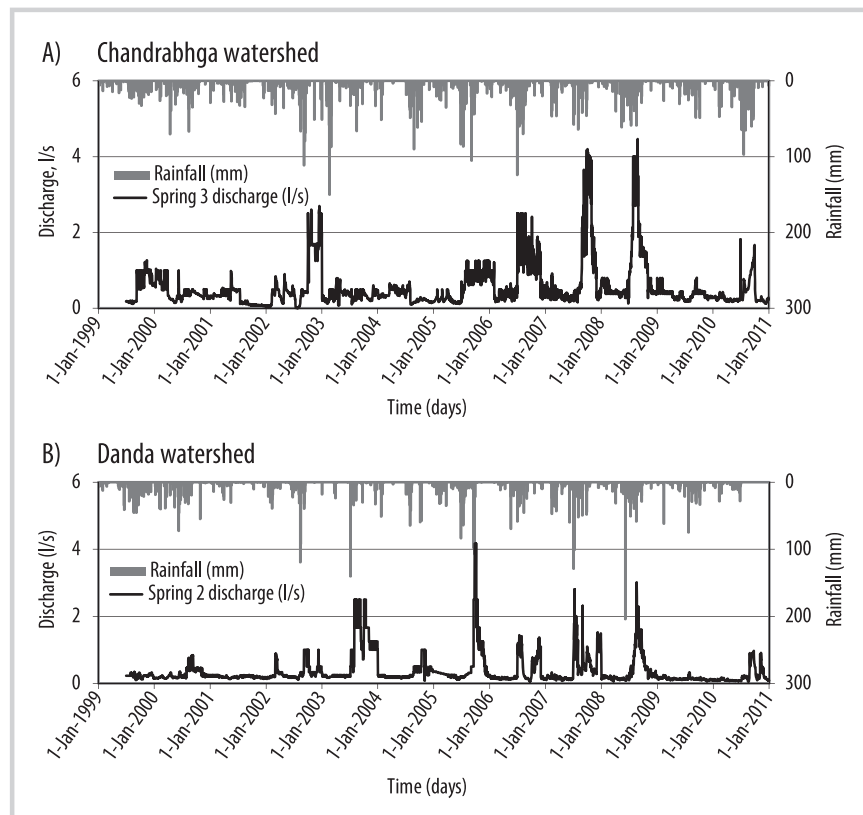 A) Chandrabhga watershed
6
4
2
0
Discharge, l/s
Rainfall (mm)
Spring 3 discharge (l/s)
0
100
200
300
Rainfall (mm)
1-Jan-1999
1-Jan-2000
1-Jan-2001
1-Jan-2002
1-Jan-2003
1-Jan-2004
1-Jan-2005
1-Jan-2006
1-Jan-2007
1-Jan-2008
1-Jan-2009
1-Jan-2010
1-Jan-2011
Time (days)
B) Danda watershed
6
4
2
0
Discharge (l/s)
Rainfall (mm)
Spring 2 discharge (l/s)
0
100
200
300
Rainfall (mm)
1-Jan-1999
1-Jan-2000
1-Jan-2001
1-Jan-2002
1-Jan-2003
1-Jan-2004
1-Jan-2005
1-Jan-2006
1-Jan-2007
1-Jan-2008
1-Jan-2009
1-Jan-2010
1-Jan-2011
Time (days)